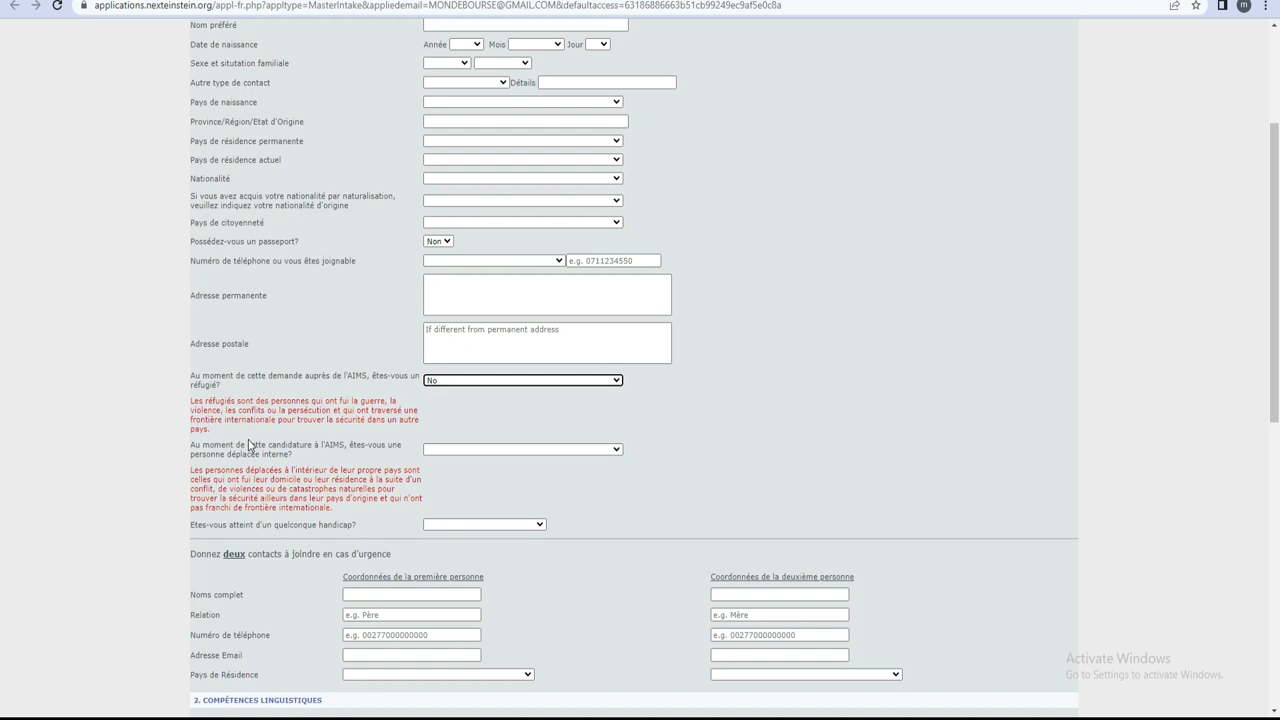 applications.nexteinstein.org/appl-fr.php?appltype=MasterIntake&appliedemail=MONDEBOURSE@GMAIL.COM&defaultaccess=63186886663b51cb99249ec9af5e0c8a
m
Nom préféré
Date de naissance Année Mois Jour
Sexe et situtation familiale
Autre type de contact Détails
Pays de naissance
Province/Région/Etat d'Origine
Pays de résidence permanente
Pays de résidence actuel
Nationalité
Si vous avez acquis votre nationalité par naturalisation,
veuillez indiquez votre nationalité d'origine
Pays de citoyenneté
Possédez-vous un passeport? Non
Numéro de téléphone ou vous êtes joignable e.g. 0711234550
Adresse permanente
If different from permanent address
Adresse postale
Au moment de cette demande auprès de l'AIMS, êtes-vous un
réfugié?
No
Les réfugiés sont des personnes qui ont fui la guerre, la
violence, les conflits ou la persécution et qui ont traversé une
frontière internationale pour trouver la sécurité dans un autre
pays.
Au moment de cette candidature à l'AIMS, êtes-vous une
personne déplacée interne?
Les personnes déplacées à l'intérieur de leur propre pays sont
celles qui ont fui leur domicile ou leur résidence à la suite d'un
conflit, de violences ou de catastrophes naturelles pour
trouver la sécurité ailleurs dans leur pays d'origine et qui n'ont
pas franchi de frontière internationale.
Etes-vous atteint d'un quelconque handicap?
Donnez deux contacts à joindre en cas d'urgence
Coordonnées de la première personne Coordonnées de la deuxième personne
Noms complet
Relation e.g. Père e.g. Mère
Numéro de téléphone e.g. 00277000000000 e.g. 00277000000000
Adresse Email
Pays de Résidence
Activate Windows
Go to Settings to activate Windows.
2. COMPÉTENCES LINGUISTIQUES